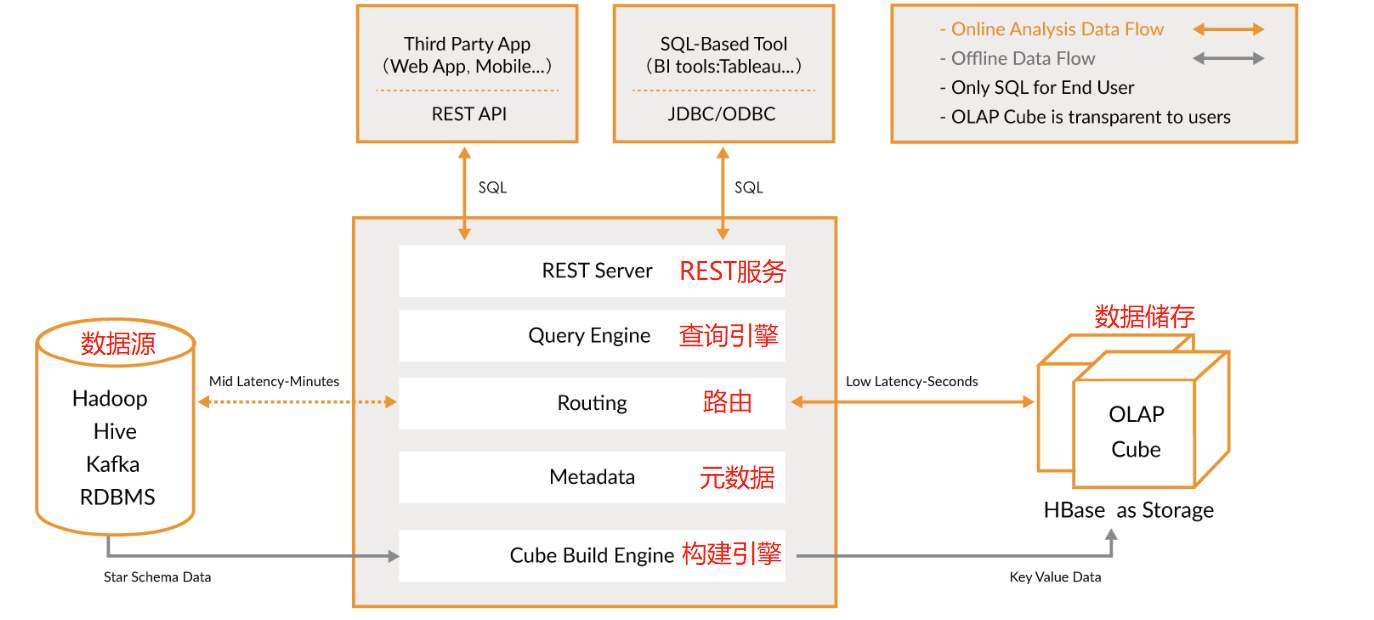 Third Party App
(Web App, Mobile...)
REST API
SQL-Based Tool
(BI tools:Tableau...)
JDBC/ODBC
- Online Analysis Data Flow
- Offline Data Flow
- Only SQL for End User
- OLAP Cube is transparent to users
SQL
SQL
REST Server REST服务
Query Engine 查询引擎
Routing 路由
Metadata 元数据
Cube Build Engine 构建引擎
数据源
Hadoop
Hive
Kafka
RDBMS
Mid Latency-Minutes
Star Schema Data
Low Latency-Seconds
数据储存
OLAP
Cube
HBase as Storage
Key Value Data